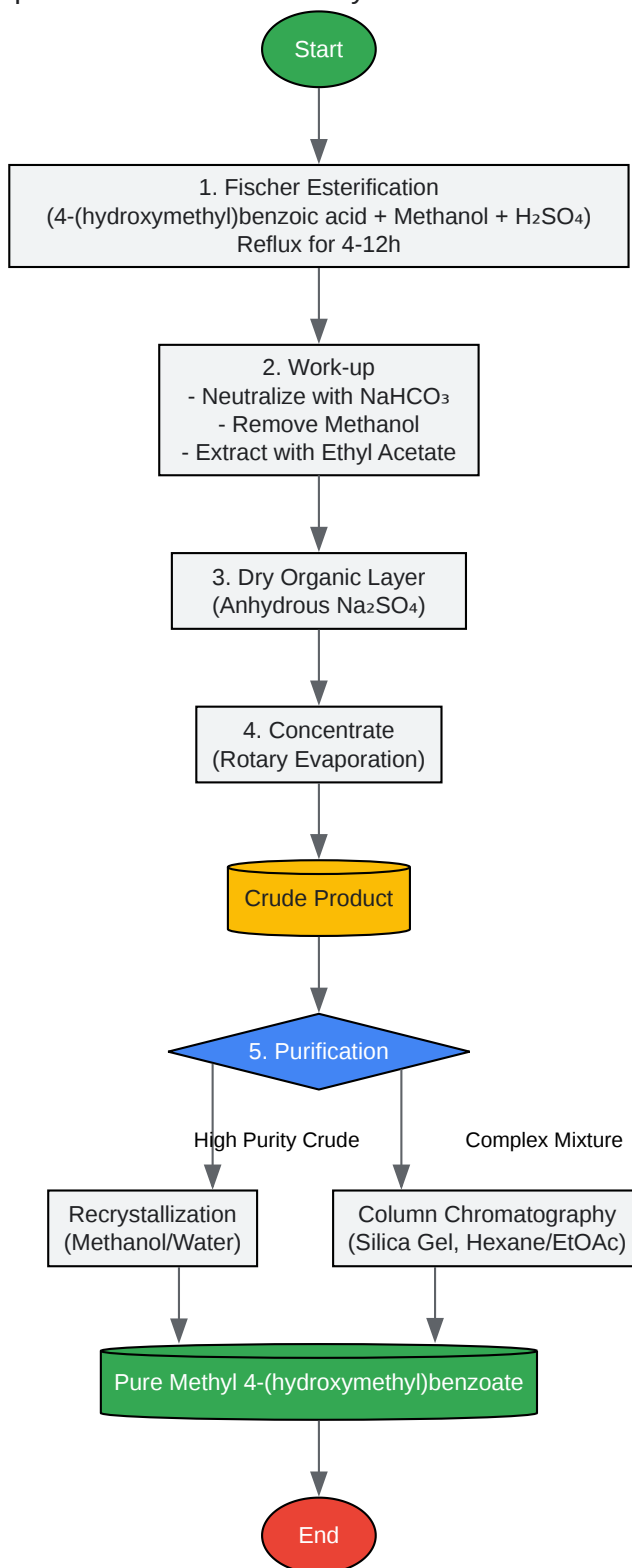 Start
1. Fischer Esterification
(4-(hydroxymethyl)benzoic acid + Methanol + H₂SO₄)
Reflux for 4-12h
2. Work-up
- Neutralize with NaHCO₃
- Remove Methanol
- Extract with Ethyl Acetate
3. Dry Organic Layer
(Anhydrous Na₂SO₄)
4. Concentrate
(Rotary Evaporation)
Crude Product
5. Purification
High Purity Crude
Complex Mixture
Recrystallization
(Methanol/Water)
Column Chromatography
(Silica Gel, Hexane/EtOAc)
Pure Methyl 4-(hydroxymethyl)benzoate
End